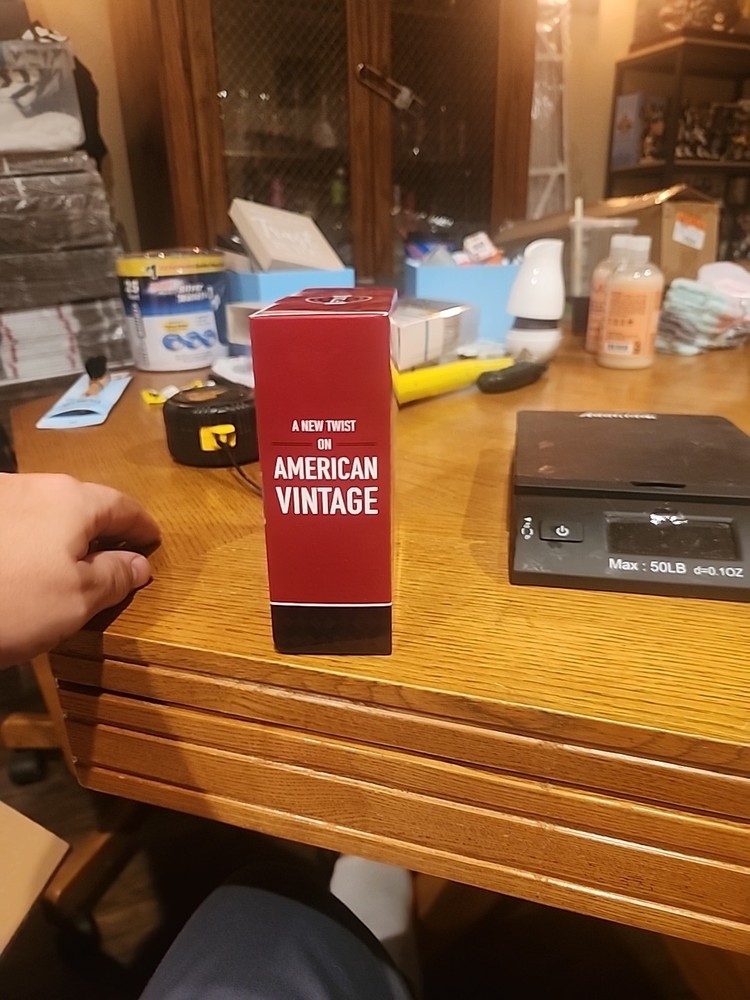 A NEW TWIST
ON
AMERICAN
VINTAGE
Max : 50LB d=0.1OZ